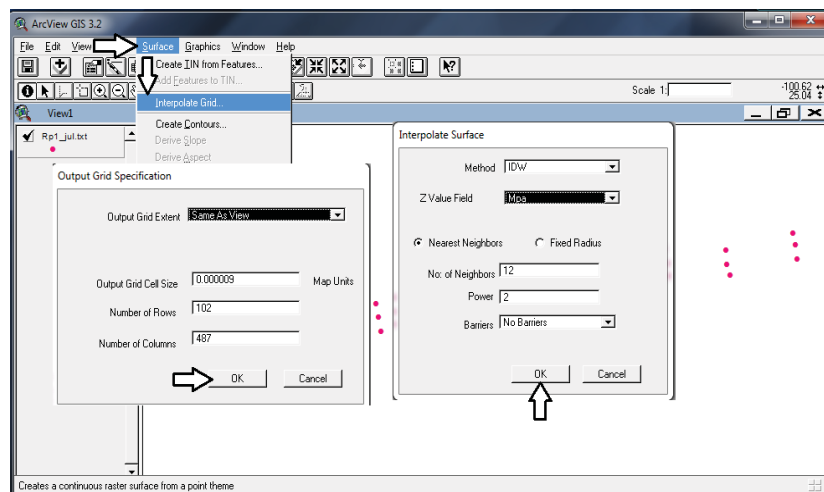 ArcView GIS 3.2
File Edit View Surface Graphics Window Help
Create TIN from Features...
Add Features to TIN...
Interpolate Grid...
Create Contours...
Derive Slope
Derive Aspect
Scale 1:
-100.62
25.04
View1
Rp1_jul.txt
Output Grid Specification
Output Grid Extent Same As View
Output Grid Cell Size 0.000009 Map Units
Number of Rows 102
Number of Columns 487
OK Cancel
Interpolate Surface
Method IDW
Z Value Field Mpa
Nearest Neighbors Fixed Radius
No. of Neighbors 12
Power 2
Barriers No Barriers
OK Cancel
Creates a continuous raster surface from a point theme